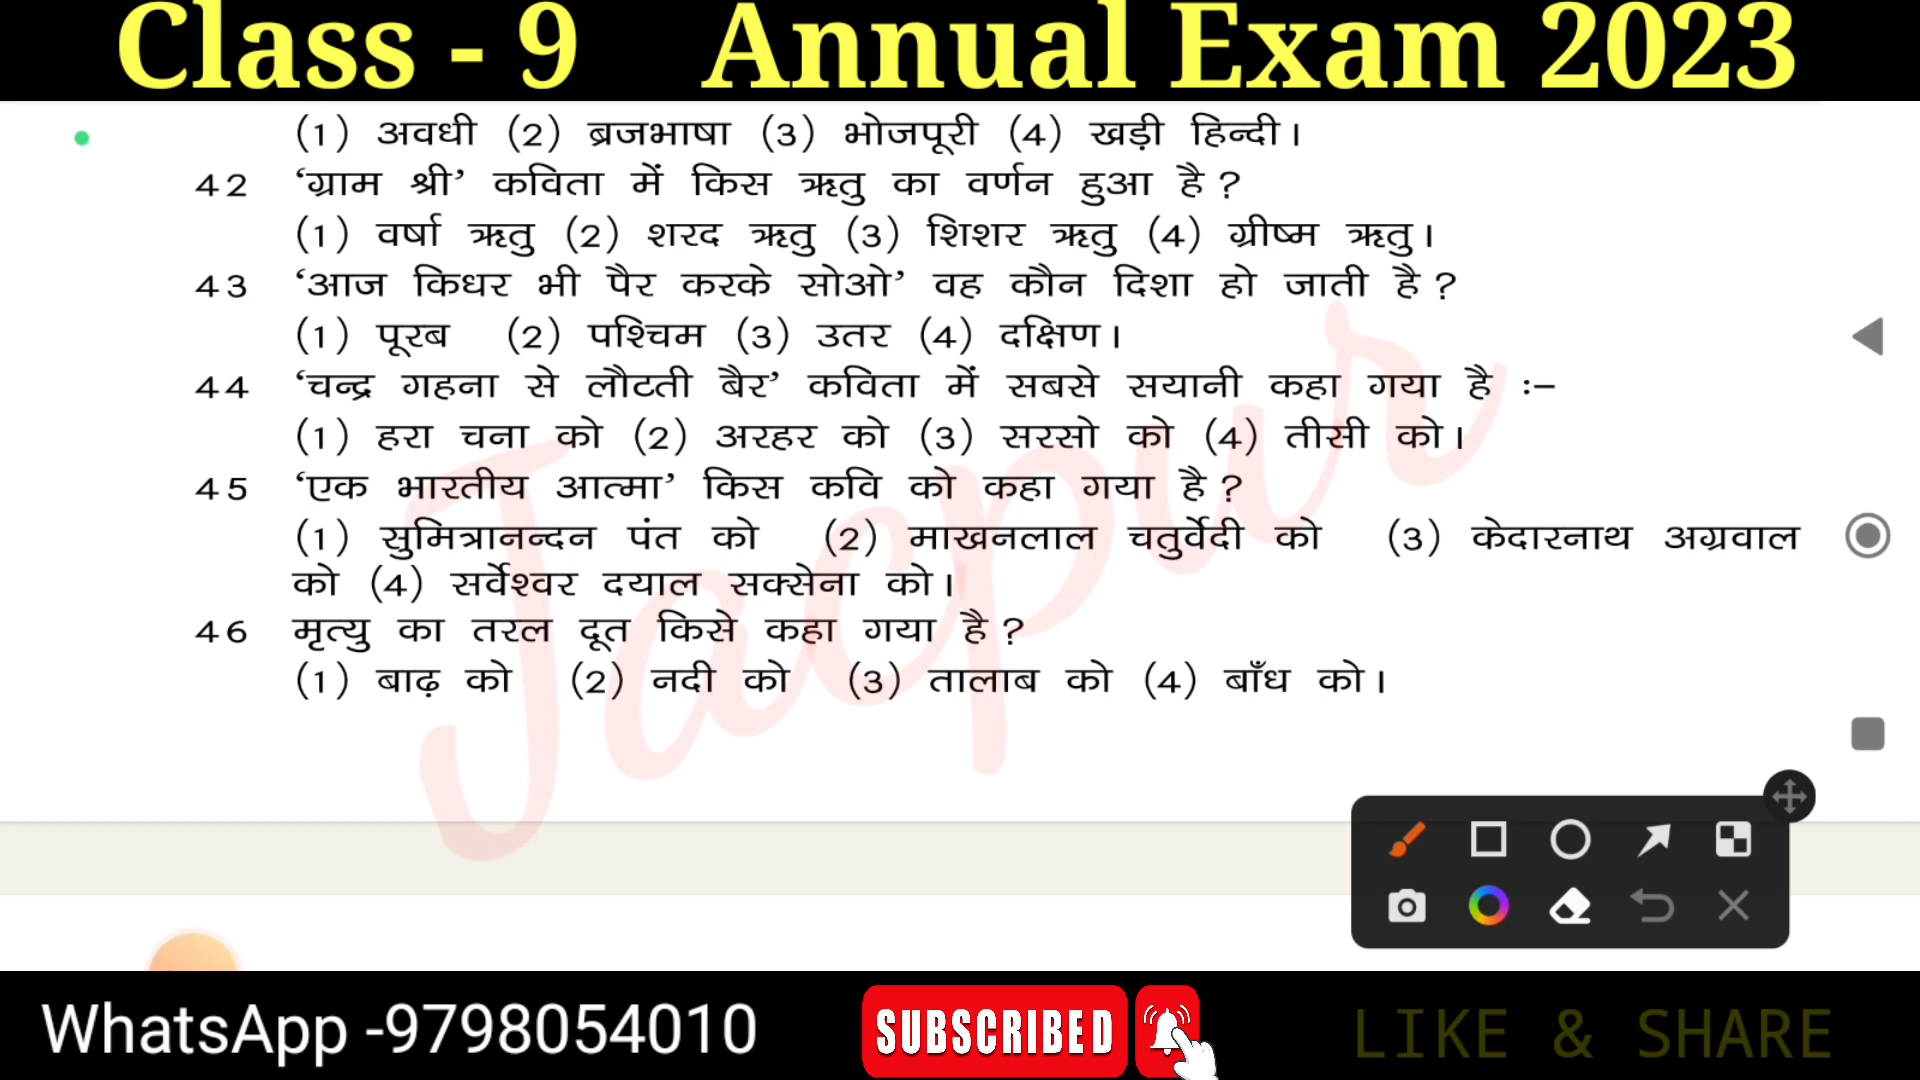 Class - 9 Annual Exam 2023
(1) अवधी (2) ब्रजभाषा (3) भोजपूरी (4) खड़ी हिन्दी।
42 ‘ग्राम श्री’ कविता में किस ऋतु का वर्णन हुआ है ?
(1) वर्षा ऋतु (2) शरद ऋतु (3) शिशर ऋतु (4) ग्रीष्म ऋतु।
43 ‘आज किधर भी पैर करके सोओ’ वह कौन दिशा हो जाती है ?
(1) पूरब (2) पश्चिम (3) उतर (4) दक्षिण।
44 ‘चन्द्र गहना से लौटती बैर’ कविता में सबसे सयानी कहा गया है :–
(1) हरा चना को (2) अरहर को (3) सरसो को (4) तीसी को।
45 ‘एक भारतीय आत्मा’ किस कवि को कहा गया है ?
(1) सुमित्रानन्दन पंत को (2) माखनलाल चतुर्वेदी को (3) केदारनाथ अग्रवाल
को (4) सर्वेश्वर दयाल सक्सेना को।
46 मृत्यु का तरल दूत किसे कहा गया है ?
(1) बाढ़ को (2) नदी को (3) तालाब को (4) बाँध को।
Jacpur
WhatsApp -9798054010 SUBSCRIBED LIKE & SHARE